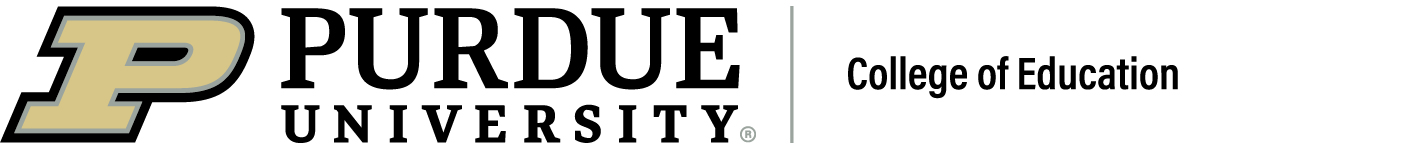 P
PURDUE
UNIVERSITY®
College of Education